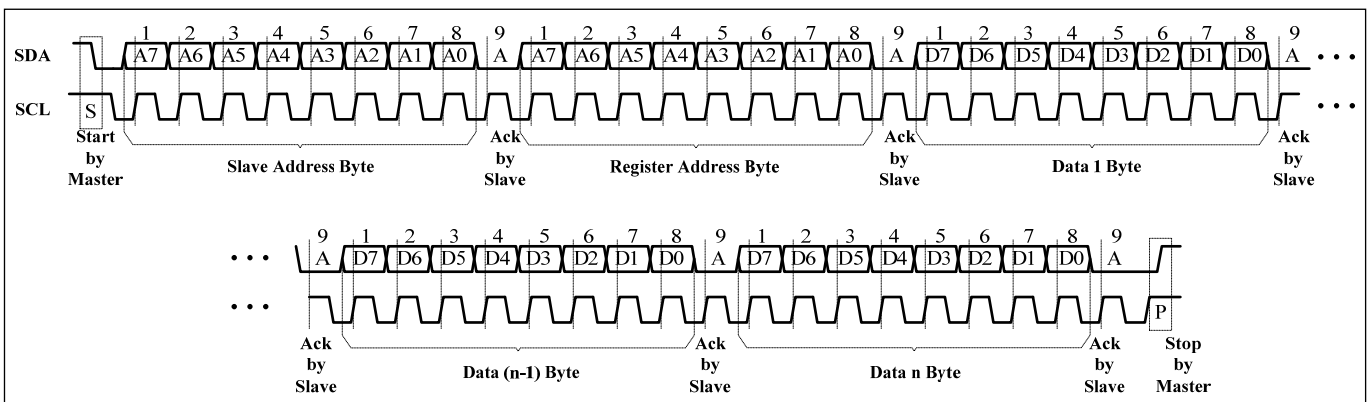 1 2 3 4 5 6 7 8 9 1 2 3 4 5 6 7 8 9 1 2 3 4 5 6 7 8 9
SDA A7 A6 A5 A4 A3 A2 A1 A0 A A7 A6 A5 A4 A3 A2 A1 A0 A D7 D6 D5 D4 D3 D2 D1 D0 A • • •
SCL S • • •
Start by Master
Slave Address Byte
Ack by Slave
Register Address Byte
Ack by Slave
Data 1 Byte
Ack by Slave
9 1 2 3 4 5 6 7 8 9 1 2 3 4 5 6 7 8 9
• • • A D7 D6 D5 D4 D3 D2 D1 D0 A D7 D6 D5 D4 D3 D2 D1 D0 A
• • • P
Ack by Slave
Data (n-1) Byte
Ack by Slave
Data n Byte
Ack by Slave
Stop by Master